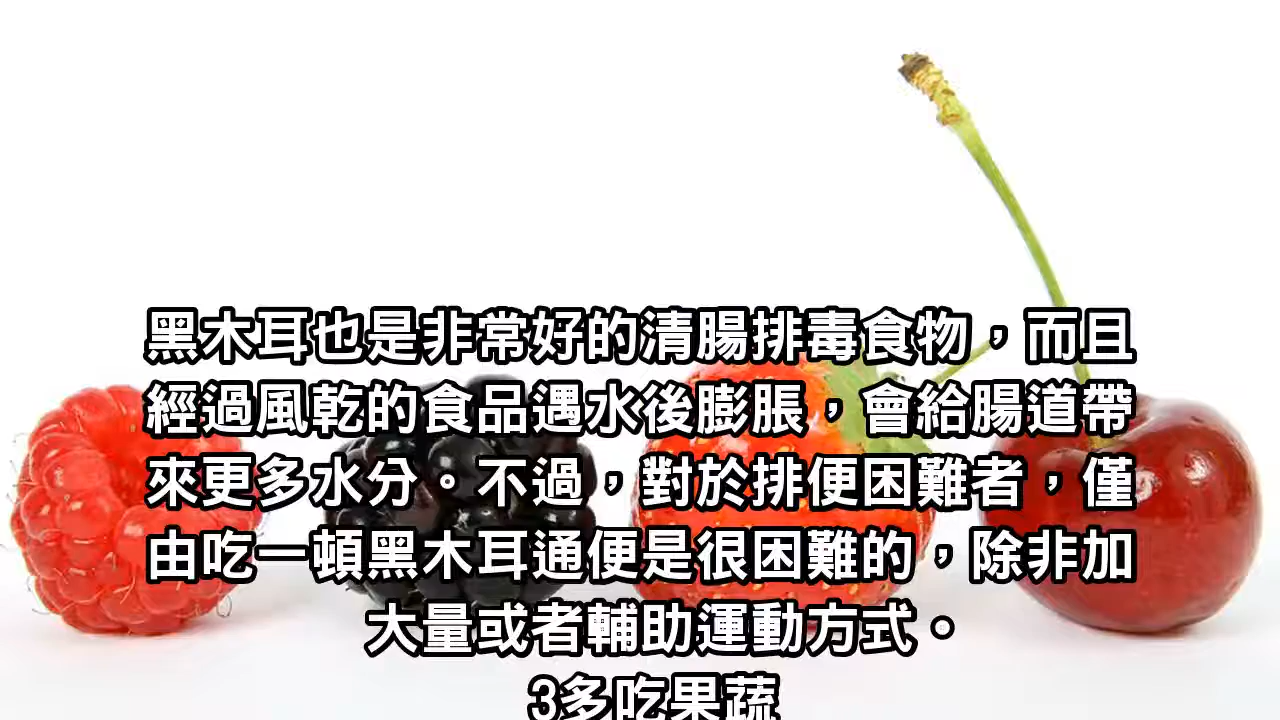 黑木耳也是非常好的清腸排毒食物，而且
經過風乾的食品遇水後膨脹，會給腸道帶
來更多水分。不過，對於排便困難者，僅
由吃一頓黑木耳通便是很困難的，除非加
大量或者輔助運動方式。
3多吃果蔬